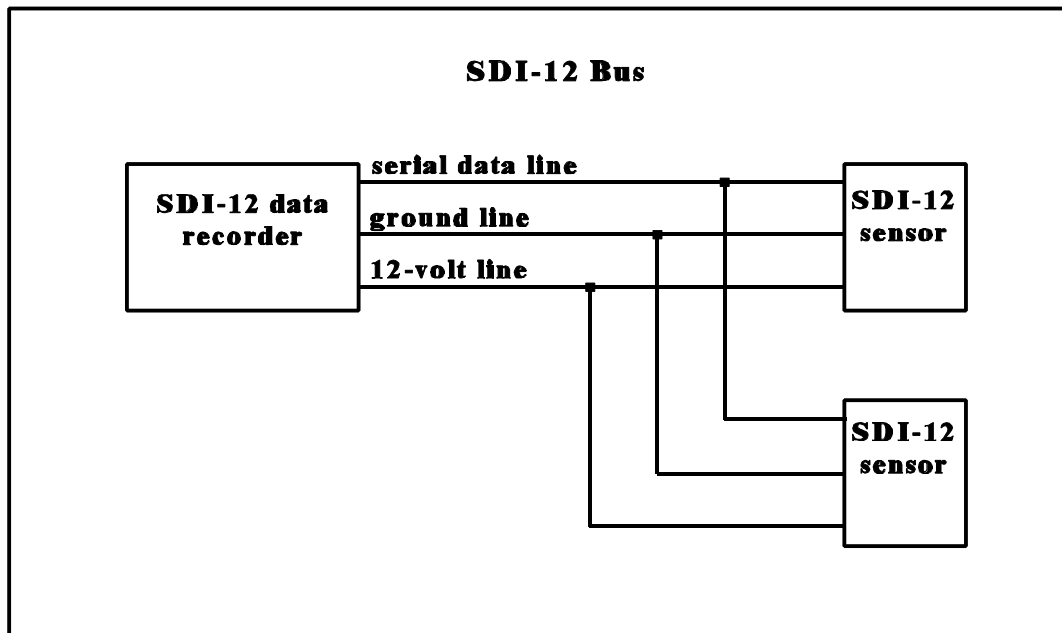 SDI-12 Bus
serial data line
SDI-12 data
recorder
ground line
12-volt line
SDI-12
sensor
SDI-12
sensor